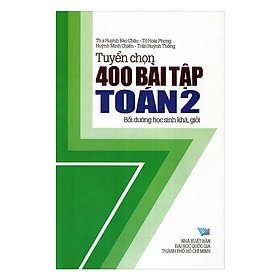 Th.s Huỳnh Bảo Châu - Tô Hoài Phong
Huỳnh Minh Chiến - Trần Huỳnh Thống
Tuyển chọn
400 BÀI TẬP
TOÁN 2
Bồi dưỡng học sinh khá, giỏi
NHÀ XUẤT BẢN
ĐẠI HỌC QUỐC GIA
THÀNH PHỐ HỒ CHÍ MINH